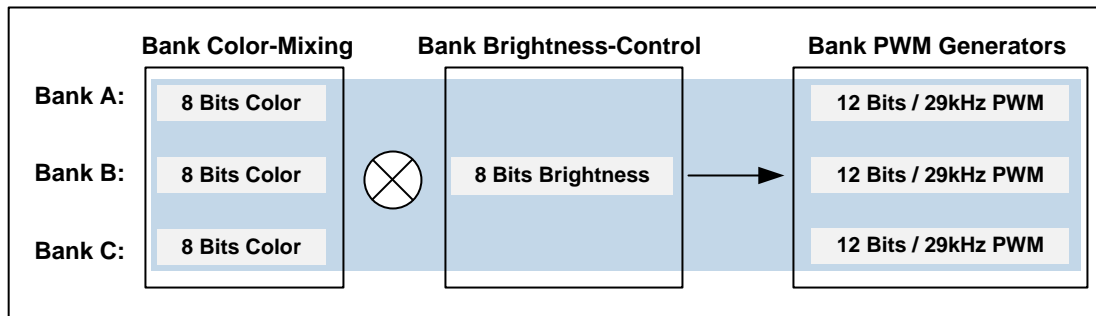 Bank Color-Mixing Bank Brightness-Control Bank PWM Generators
Bank A: 8 Bits Color 12 Bits / 29kHz PWM
Bank B: 8 Bits Color 8 Bits Brightness 12 Bits / 29kHz PWM
Bank C: 8 Bits Color 12 Bits / 29kHz PWM